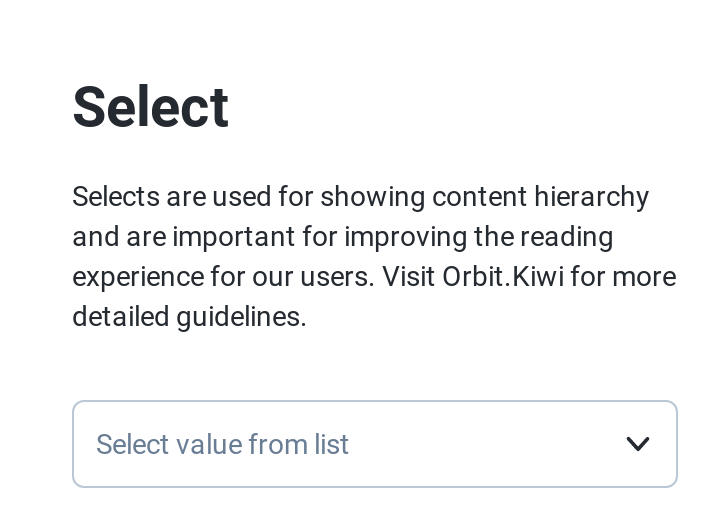 Select
Selects are used for showing content hierarchy
and are important for improving the reading
experience for our users. Visit Orbit.Kiwi for more
detailed guidelines.
Select value from list